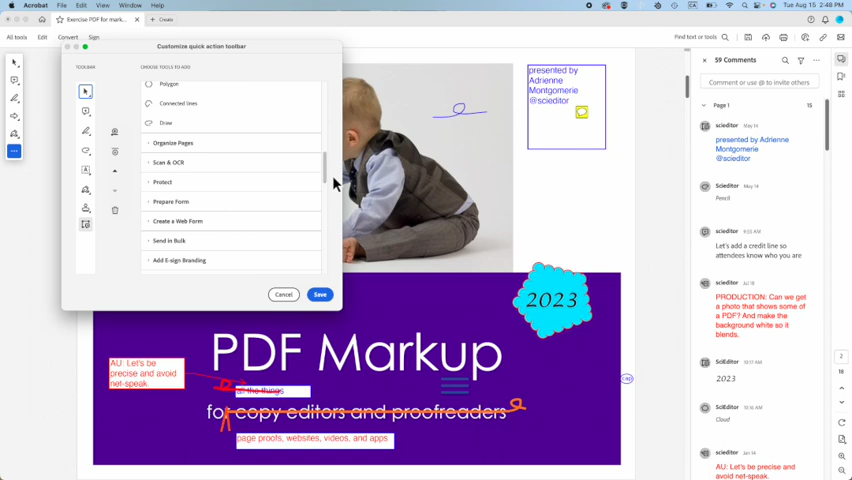 Acrobat File Edit View Window Help
Tue Aug 15 2:48 PM
Exercise PDF for mark...
Create
All tools Edit Convert Sign
Find text or tools
Customize quick action toolbar
TOOLBAR
CHOOSE TOOLS TO ADD
Polygon
Connected lines
Draw
Organize Pages
Scan & OCR
Protect
Prepare Form
Create a Web Form
Send in Bulk
Add E-sign Branding
Cancel
Save
presented by
Adrienne
Montgomerie
@scieditor
2023
PDF Markup
AU: Let's be
precise and avoid
net-speak.
all the things
for copy editors and proofreaders
page proofs, websites, videos, and apps
59 Comments
Comment or use @ to invite others
Page 1
15
scieditor
May 14
presented by Adrienne
Montgomerie
@scieditor
Scieditor
May 14
Pencil
scieditor
9:55 AM
Let's add a credit line so
attendees know who you are
scieditor
Jul 18
PRODUCTION: Can we get
a photo that shows some of
a PDF? And make the
background white so it
blends.
SciEditor
10:17 AM
2023
SciEditor
10:16 AM
Cloud
scieditor
Jun 14
AU: Let's be precise and
avoid net-speak.
2
18